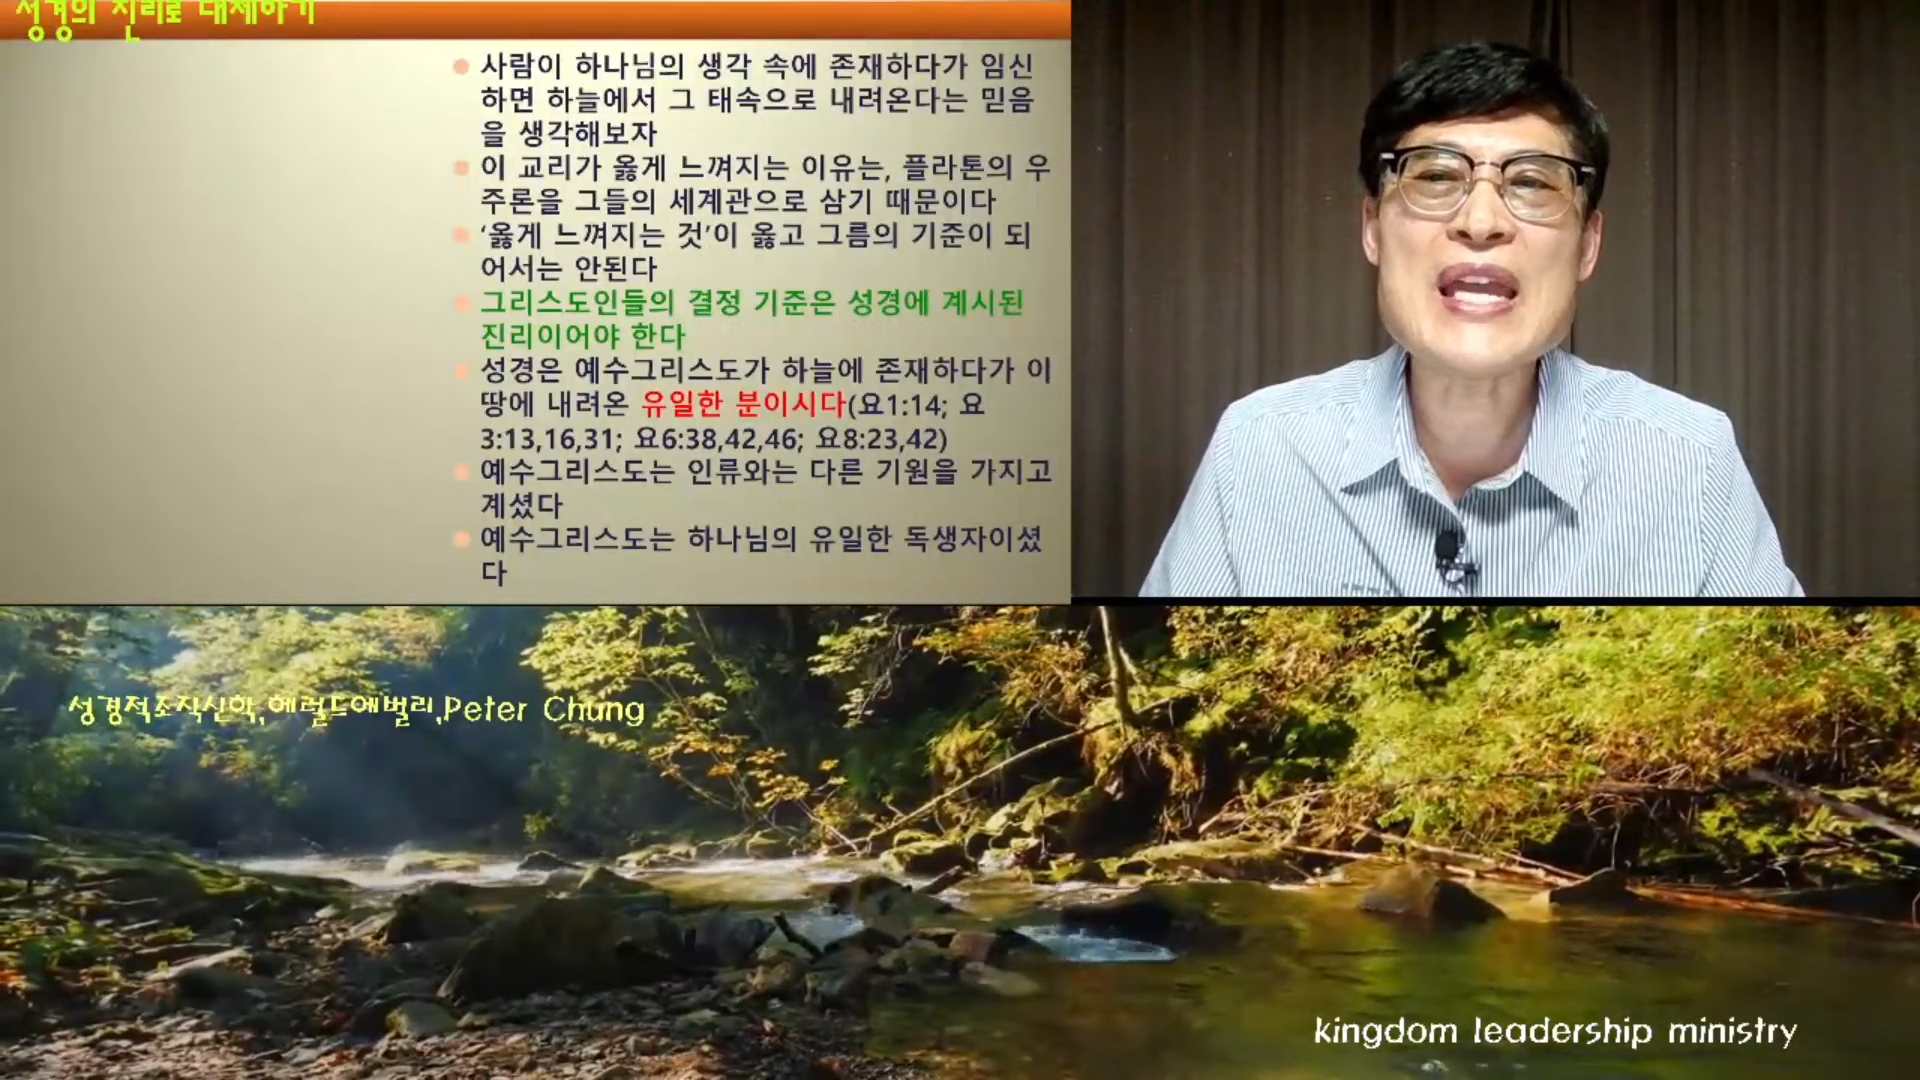 성경의 진리로 대체하기
사람이 하나님의 생각 속에 존재하다가 임신
하면 하늘에서 그 태속으로 내려온다는 믿음
을 생각해보자
이 교리가 옳게 느껴지는 이유는, 플라톤의 우
주론을 그들의 세계관으로 삼기 때문이다
‘옳게 느껴지는 것’이 옳고 그름의 기준이 되
어서는 안된다
그리스도인들의 결정 기준은 성경에 계시된
진리이어야 한다
성경은 예수그리스도가 하늘에 존재하다가 이
땅에 내려온 유일한 분이시다(요1:14; 요
3:13,16,31; 요6:38,42,46; 요8:23,42)
예수그리스도는 인류와는 다른 기원을 가지고
계셨다
예수그리스도는 하나님의 유일한 독생자이셨
다
성경적조직신학,헤럴드에벌리,Peter Chung
kingdom leadership ministry